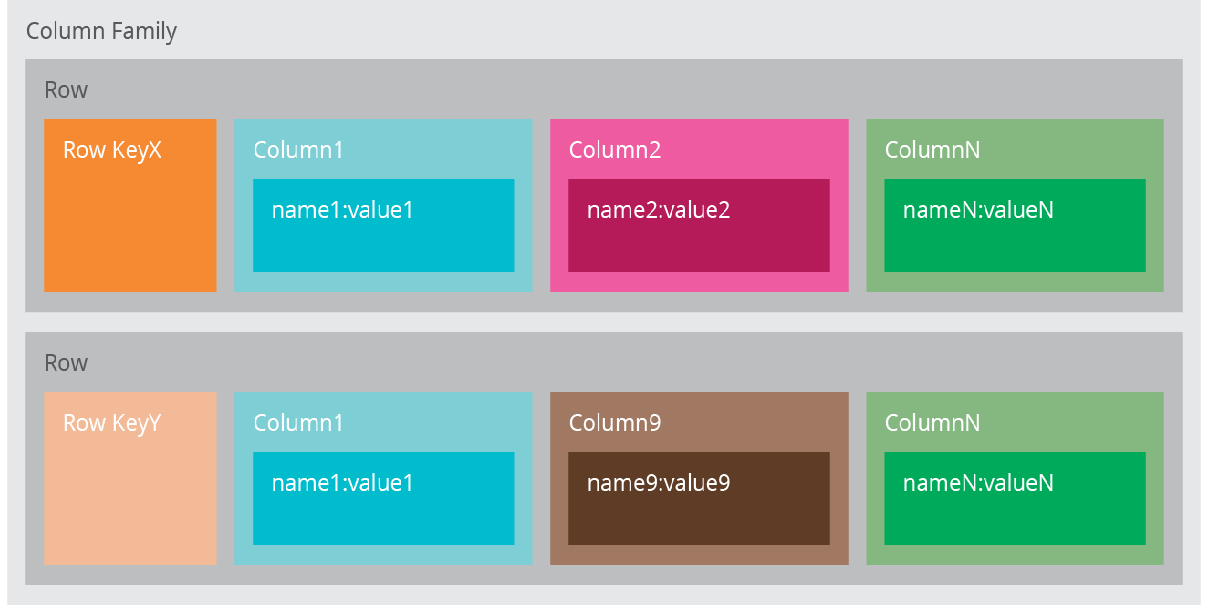 Column Family
Row
Row KeyX
Column1
name1:value1
Column2
name2:value2
ColumnN
nameN:valueN
Row
Row KeyY
Column1
name1:value1
Column9
name9:value9
ColumnN
nameN:valueN